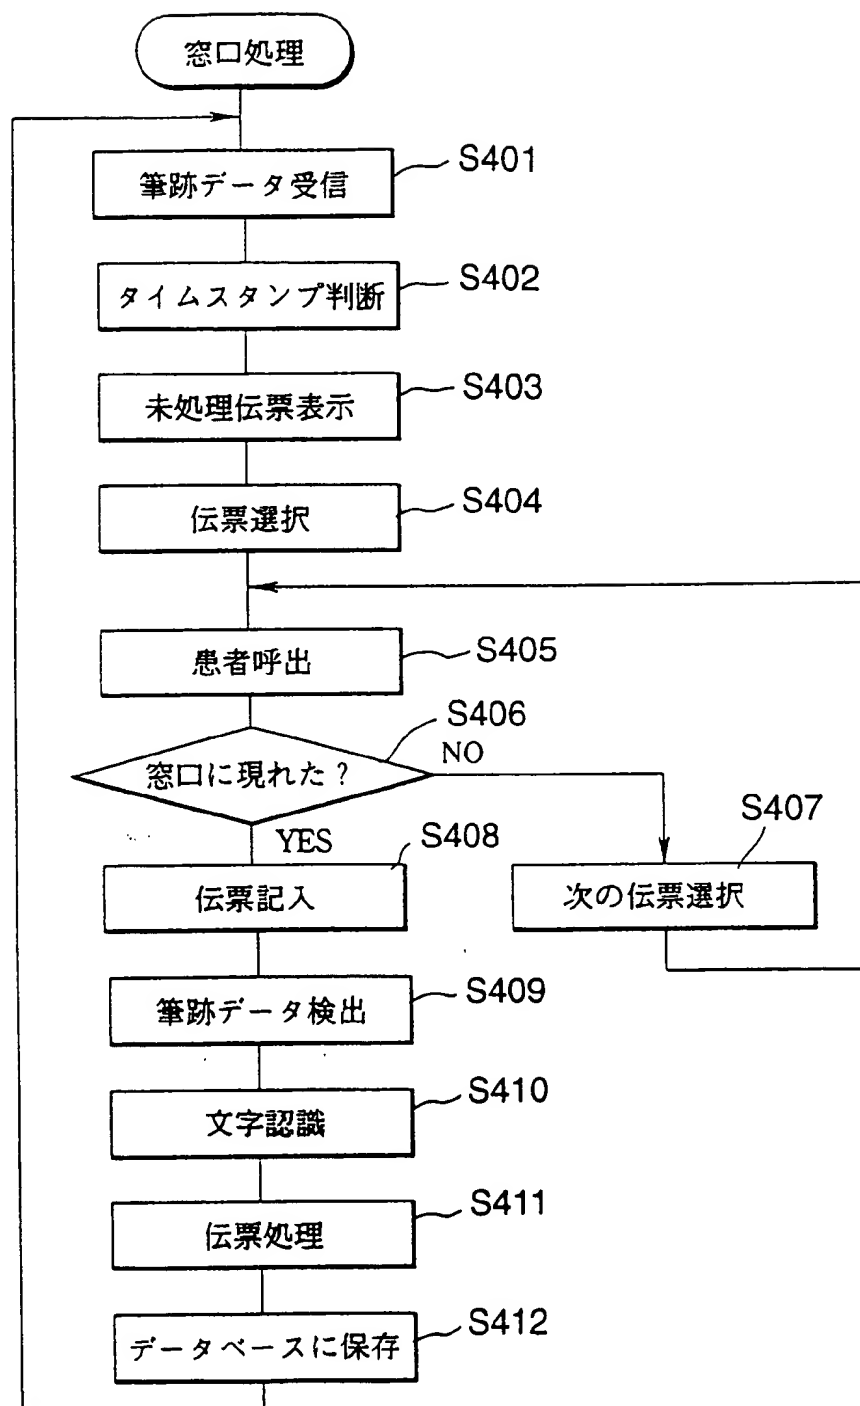 窓口処理
筆跡データ受信
S401
タイムスタンプ判断
S402
未処理伝票表示
S403
伝票選択
S404
患者呼出
S405
窓口に現れた?
S406
NO
YES
次の伝票選択
S407
伝票記入
S408
筆跡データ検出
S409
文字認識
S410
伝票処理
S411
データベースに保存
S412